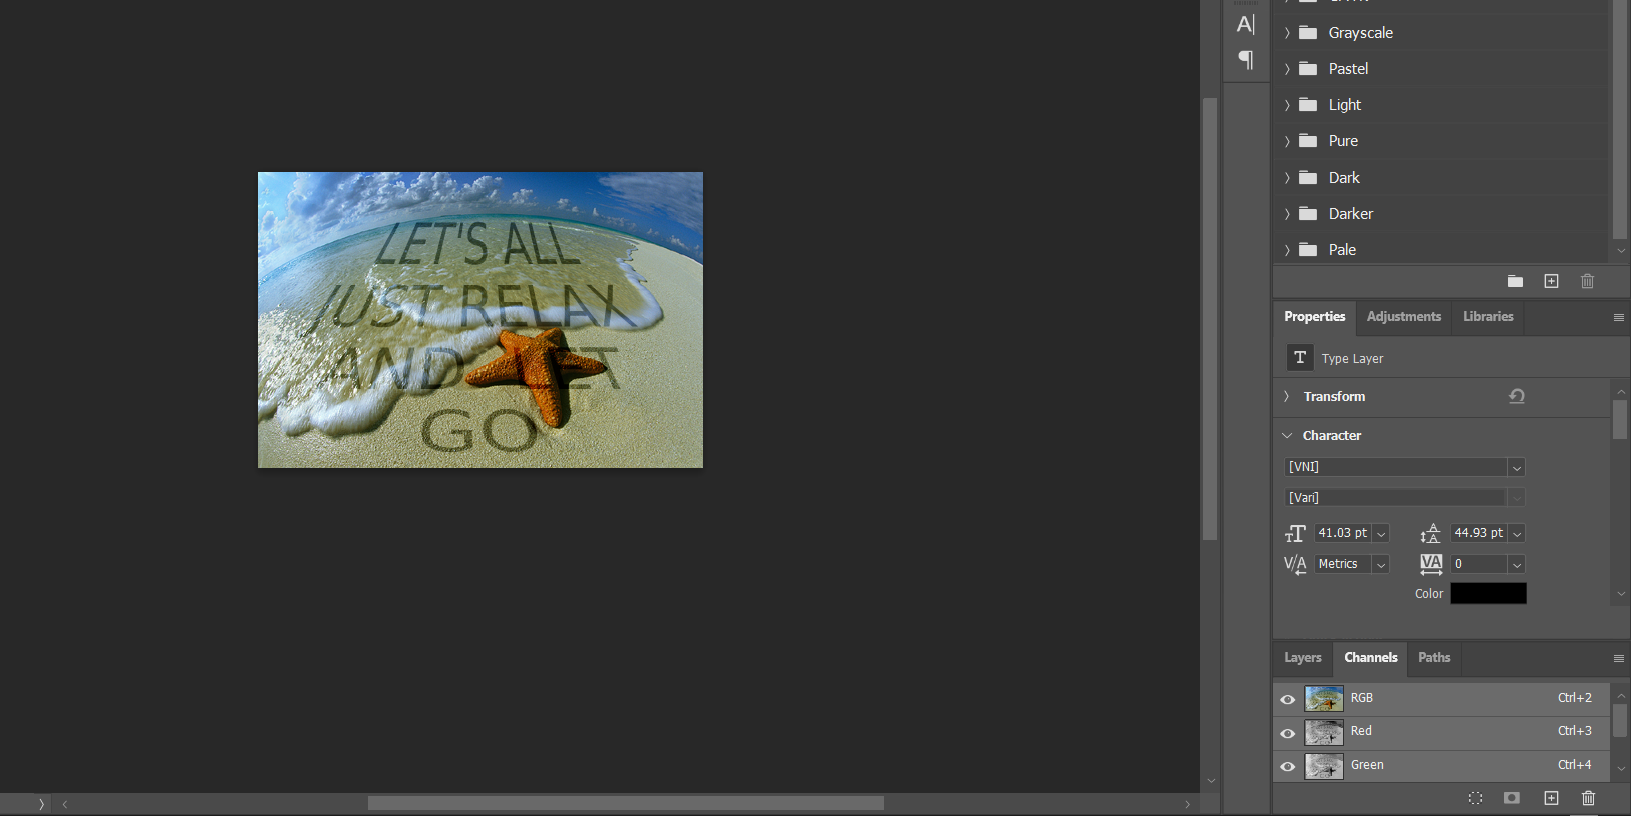 Grayscale
Pastel
Light
Pure
Dark
Darker
Pale
LET'S ALL
JUST RELAX
AND LET
GO
Properties Adjustments Libraries
T Type Layer
Transform
Character
[VNI]
[Vari]
41.03 pt 44.93 pt
Metrics 0
Color
Layers Channels Paths
RGB Ctrl+2
Red Ctrl+3
Green Ctrl+4